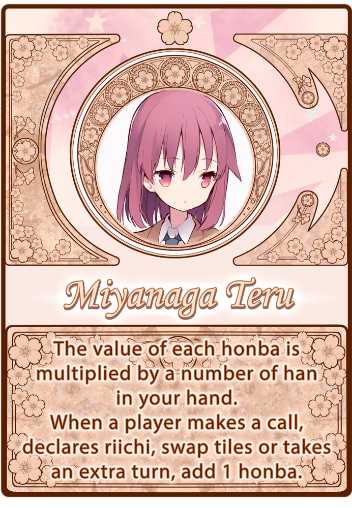 Miyanaga Teru
The value of each honba is
multiplied by a number of han
in your hand.
When a player makes a call,
declares riichi, swap tiles or takes
an extra turn, add 1 honba.